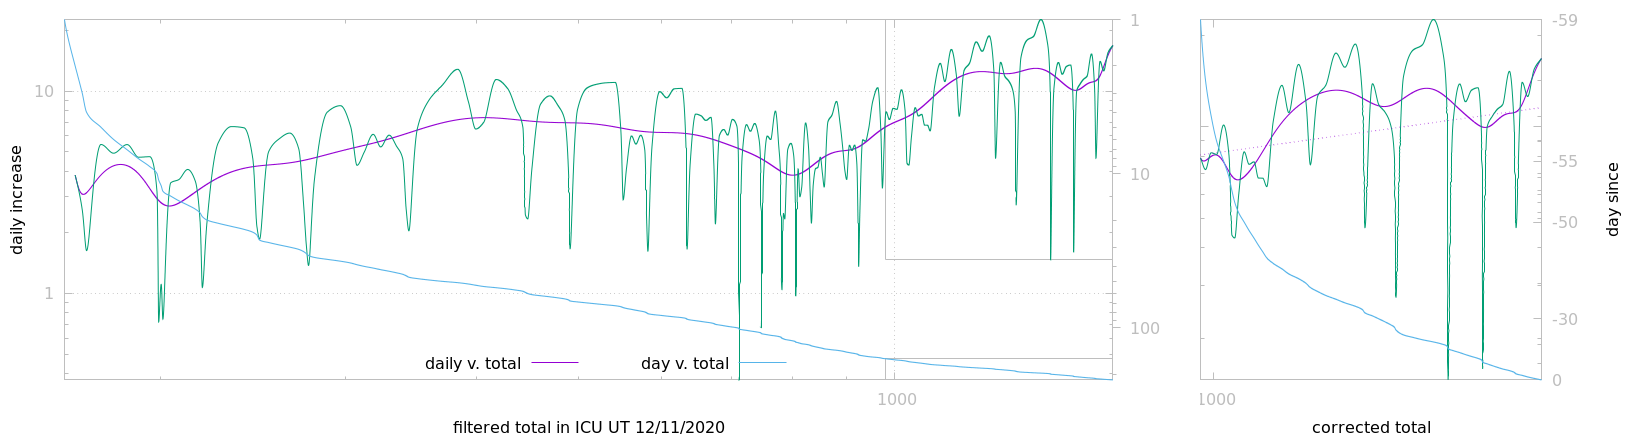 daily increase
10
1
1
10
100
daily v. total
day v. total
1000
filtered total in ICU UT 12/11/2020
-59
-55
-50
-30
0
day since
1000
corrected total